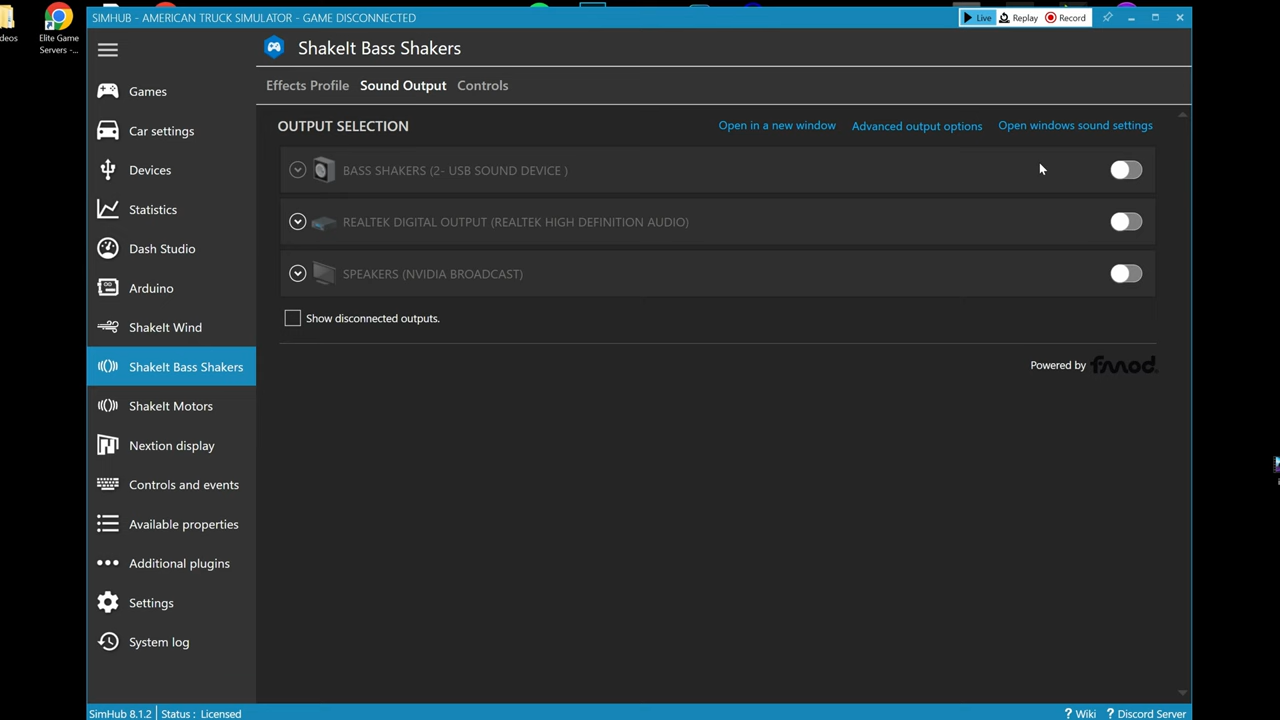 deos
Elite Game
Servers -...
SIMHUB - AMERICAN TRUCK SIMULATOR - GAME DISCONNECTED
Live
Replay
Record
ShakeIt Bass Shakers
Games
Car settings
Devices
Statistics
Dash Studio
Arduino
ShakeIt Wind
ShakeIt Bass Shakers
ShakeIt Motors
Nextion display
Controls and events
Available properties
Additional plugins
Settings
System log
Effects Profile
Sound Output
Controls
OUTPUT SELECTION
Open in a new window
Advanced output options
Open windows sound settings
BASS SHAKERS (2- USB SOUND DEVICE )
REALTEK DIGITAL OUTPUT (REALTEK HIGH DEFINITION AUDIO)
SPEAKERS (NVIDIA BROADCAST)
Show disconnected outputs.
Powered by fmod
SimHub 8.1.2
Status : Licensed
? Wiki
? Discord Server